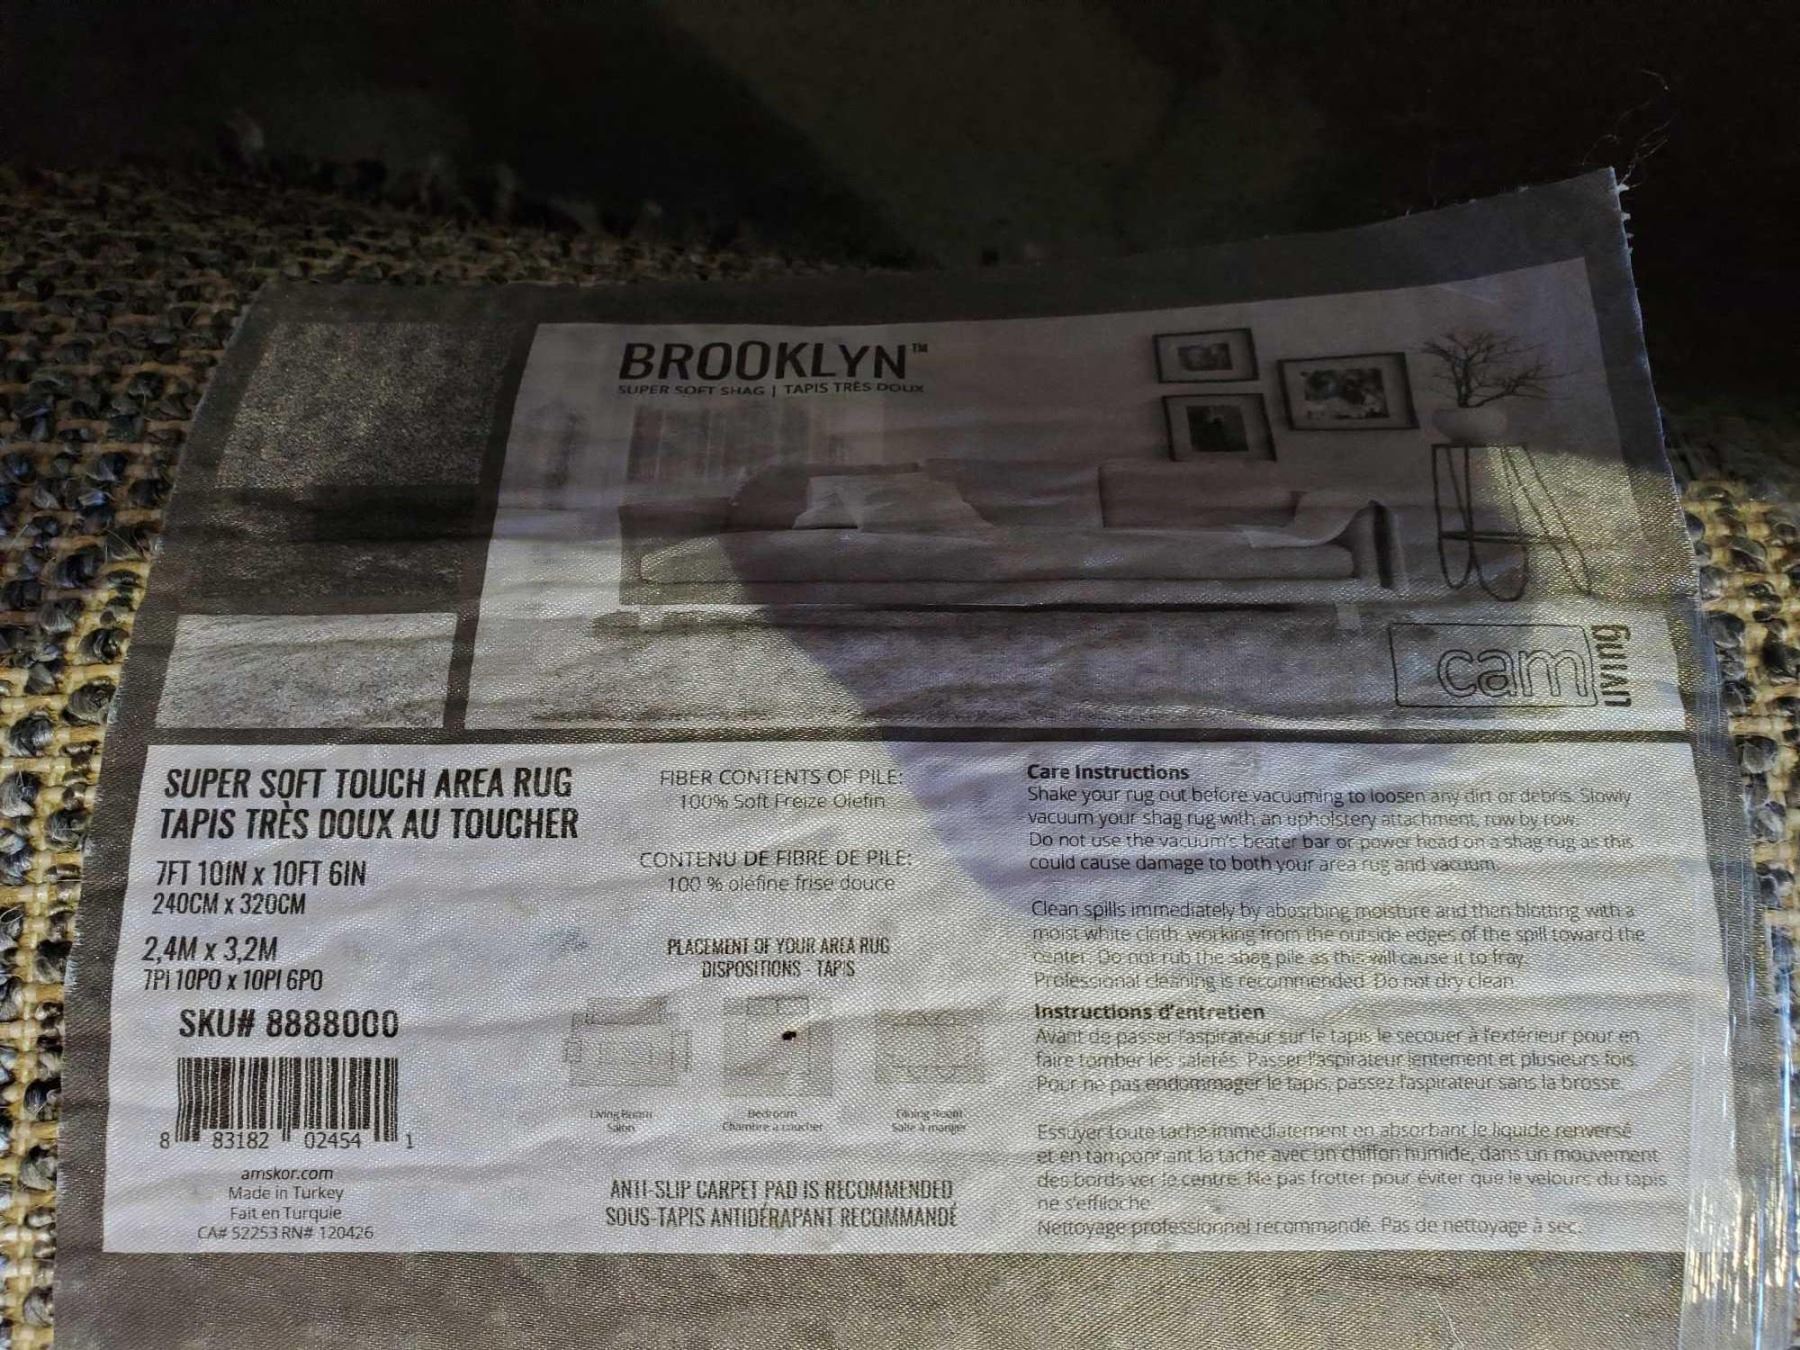 BROOKLYN™
SUPER SOFT SHAG | TAPIS TRÈS DOUX
cam
living
SUPER SOFT TOUCH AREA RUG
TAPIS TRÈS DOUX AU TOUCHER
7FT 10IN x 10FT 6IN
240CM x 320CM
2,4M x 3,2M
7PI 10PO x 10PI 6PO
SKU# 8888000
8 83182 02454 1
amskor.com
Made in Turkey
Fait en Turquie
CA# 52253 RN# 120426
FIBER CONTENTS OF PILE:
100% Soft Freize Olefin
CONTENU DE FIBRE DE PILE:
100 % oléfine frise douce
PLACEMENT OF YOUR AREA RUG
DISPOSITIONS - TAPIS
Living Room
Salon
Bedroom
Chambre à coucher
Dining Room
Salle à manger
ANTI-SLIP CARPET PAD IS RECOMMENDED
SOUS-TAPIS ANTIDÉRAPANT RECOMMANDÉ
Care Instructions
Shake your rug out before vacuuming to loosen any dirt or debris. Slowly
vacuum your shag rug with an upholstery attachment, row by row.
Do not use the vacuum's beater bar or power head on a shag rug as this
could cause damage to both your area rug and vacuum.
Clean spills immediately by abosrbing moisture and then blotting with a
moist white cloth, working from the outside edges of the spill toward the
center. Do not rub the shag pile as this will cause it to fray.
Professional cleaning is recommended. Do not dry clean.
Instructions d'entretien
Avant de passer l'aspirateur sur le tapis le secouer à l'extérieur pour en
faire tomber les saletés. Passer l'aspirateur lentement et plusieurs fois.
Pour ne pas endommager le tapis, passez l'aspirateur sans la brosse.
Essuyer toute tache immédiatement en absorbant le liquide renversé
et en tamponnant la tache avec un chiffon humide, dans un mouvement
des bords ver le centre. Ne pas frotter pour éviter que le velours du tapis
ne s'effiloche.
Nettoyage professionnel recommandé. Pas de nettoyage à sec.